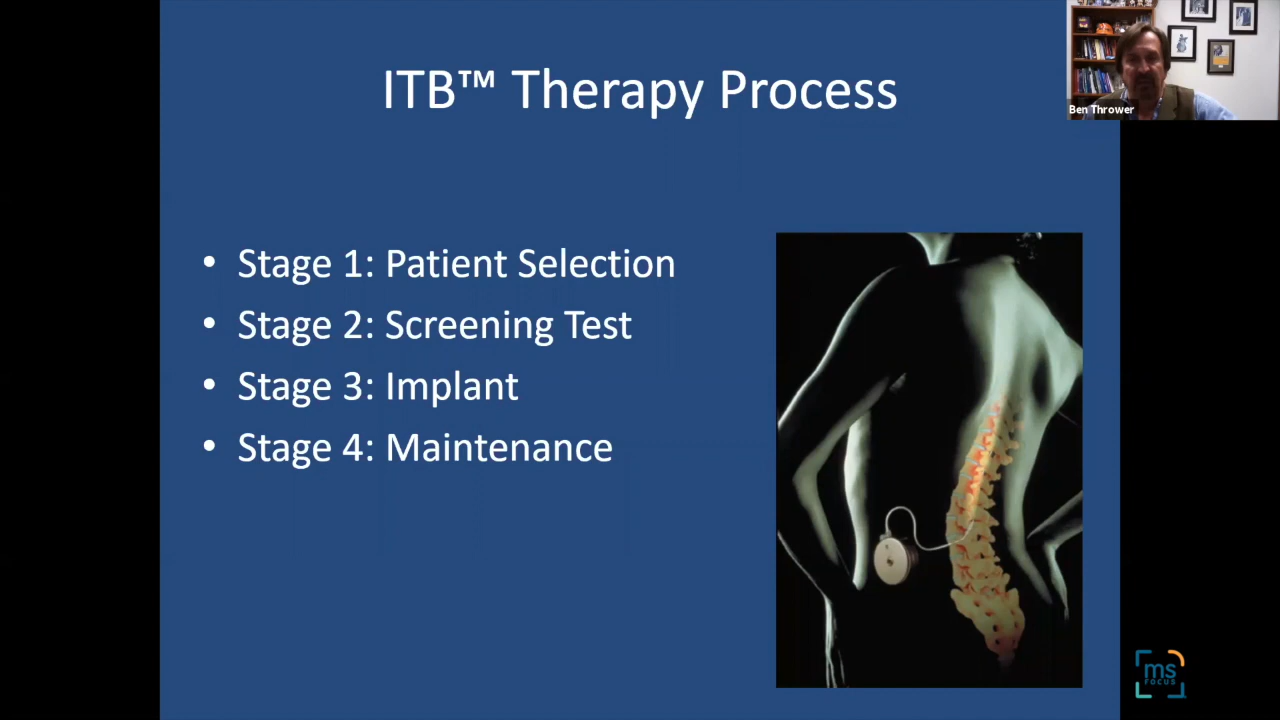 ITB™ Therapy Process
Ben Thrower
• Stage 1: Patient Selection
• Stage 2: Screening Test
• Stage 3: Implant
• Stage 4: Maintenance
ms
FOCUS